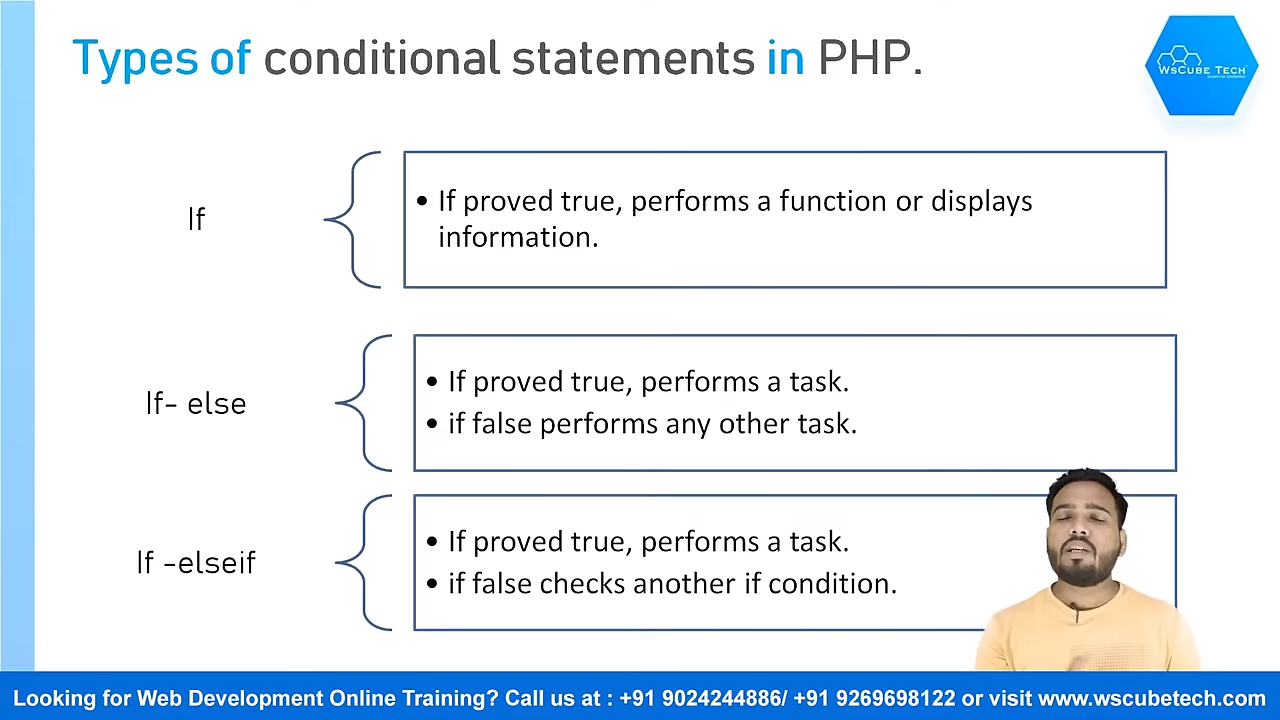 Types of conditional statements in PHP.
WsCube Tech
If
• If proved true, performs a function or displays
information.
If- else
• If proved true, performs a task.
• if false performs any other task.
If -elseif
• If proved true, performs a task.
• if false checks another if condition.
Looking for Web Development Online Training? Call us at : +91 9024244886/ +91 9269698122 or visit www.wscubetech.com